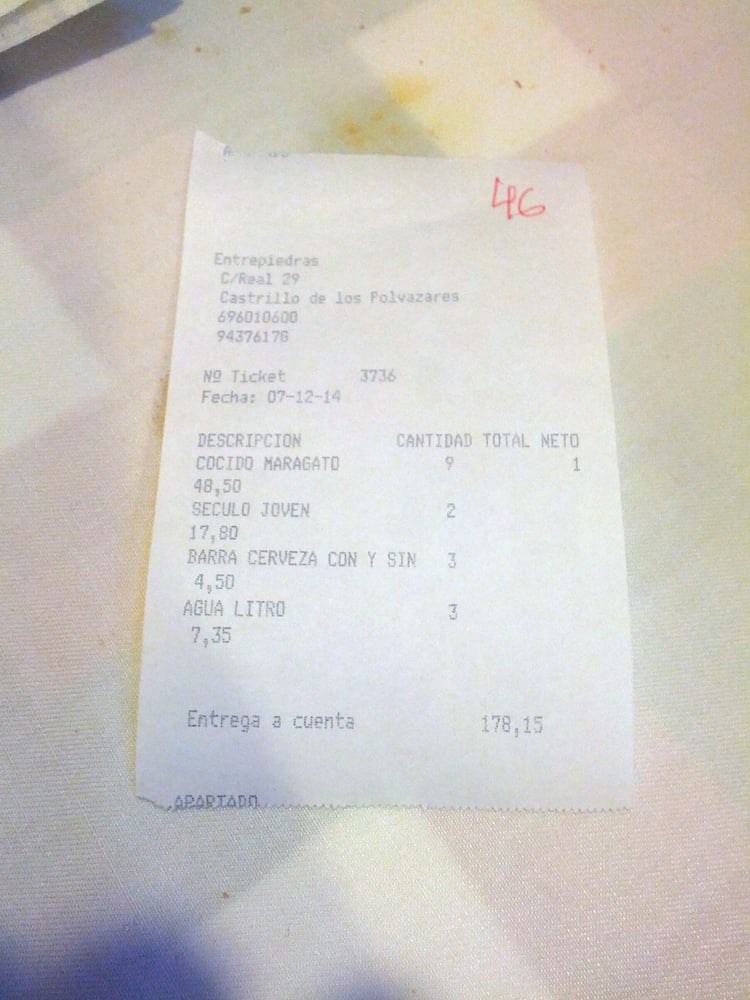 46
Entrepiedras
C/Real 29
Castrillo de los Polvazares
696010600
9437617G
Nº Ticket 3736
Fecha: 07-12-14
DESCRIPCION CANTIDAD TOTAL NETO
COCIDO MARAGATO 9 1
48,50
SECULO JOVEN 2
17,80
BARRA CERVEZA CON Y SIN 3
4,50
AGUA LITRO 3
7,35
Entrega a cuenta 178,15
APARTADO